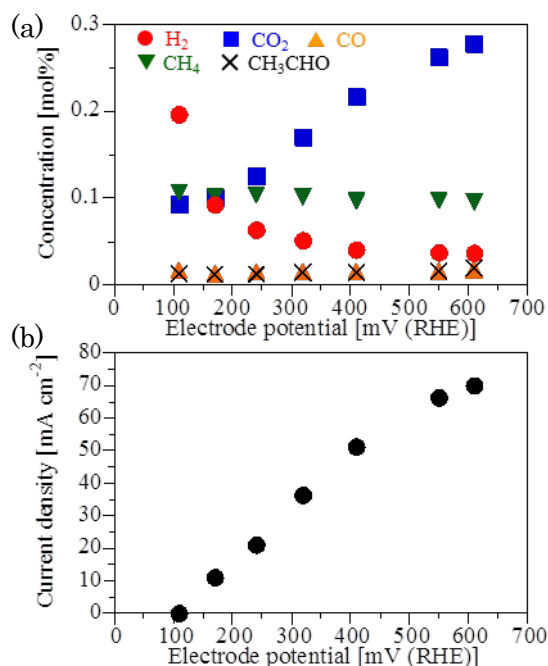 (a)
H₂ CO₂ CO
CH₄ CH₃CHO
Concentration [mol%]
0.3
0.2
0.1
0
0 100 200 300 400 500 600 700
Electrode potential [mV (RHE)]
(b)
Current density [mA cm⁻²]
80
70
60
50
40
30
20
10
0
0 100 200 300 400 500 600 700
Electrode potential [mV (RHE)]